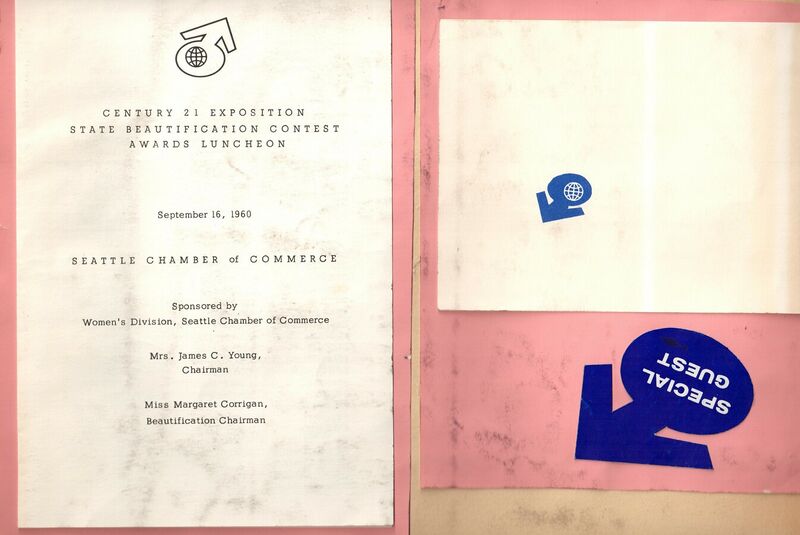 CENTURY 21 EXPOSITION
STATE BEAUTIFICATION CONTEST
AWARDS LUNCHEON
September 16, 1960
SEATTLE CHAMBER of COMMERCE
Sponsored by
Women's Division, Seattle Chamber of Commerce
Mrs. James C. Young,
Chairman
Miss Margaret Corrigan,
Beautification Chairman
SPECIAL
GUEST